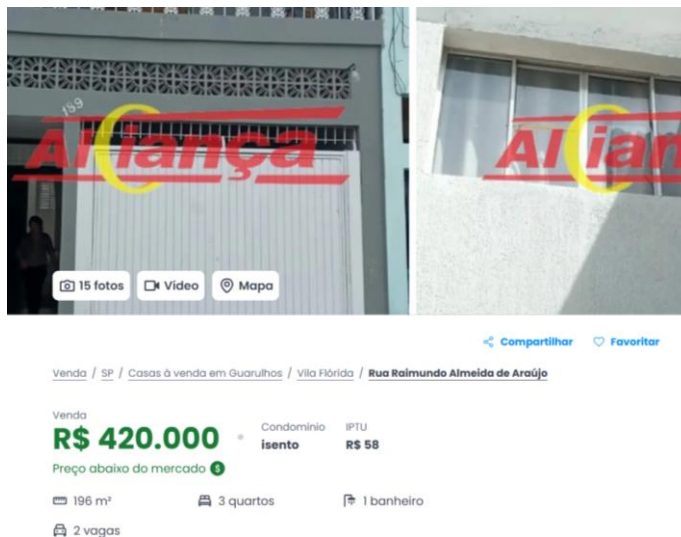 159
Alliança
Allian
15 fotos
Vídeo
Mapa
Compartilhar
Favoritar
Venda / SP / Casas à venda em Guarulhos / Vila Flórida / Rua Raimundo Almeida de Araújo
Venda
R$ 420.000
Condomínio
isento
IPTU
R$ 58
Preço abaixo do mercado $
196 m²
3 quartos
1 banheiro
2 vagas